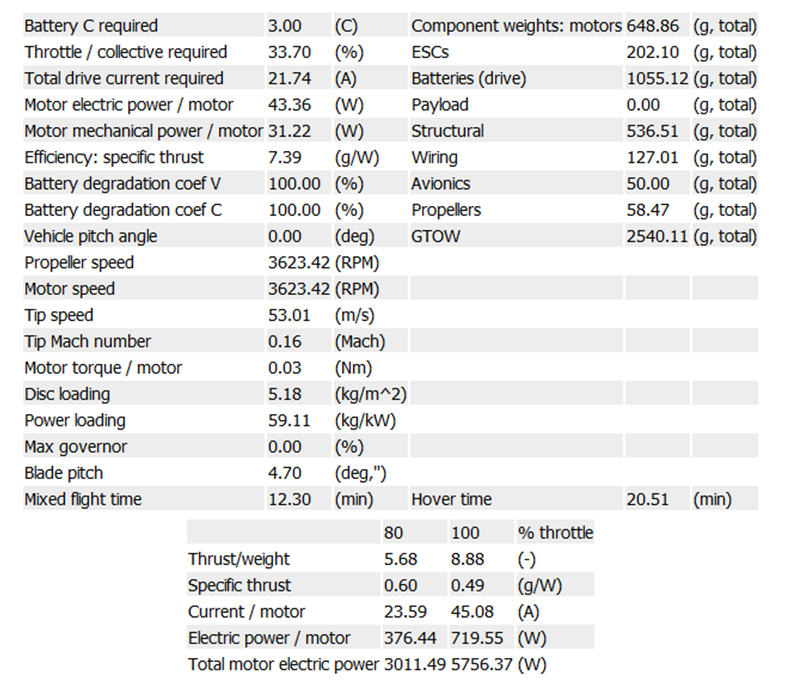 Battery C required 3.00 (C) Component weights: motors 648.86 (g, total)
Throttle / collective required 33.70 (%) ESCs 202.10 (g, total)
Total drive current required 21.74 (A) Batteries (drive) 1055.12 (g, total)
Motor electric power / motor 43.36 (W) Payload 0.00 (g, total)
Motor mechanical power / motor 31.22 (W) Structural 536.51 (g, total)
Efficiency: specific thrust 7.39 (g/W) Wiring 127.01 (g, total)
Battery degradation coef V 100.00 (%) Avionics 50.00 (g, total)
Battery degradation coef C 100.00 (%) Propellers 58.47 (g, total)
Vehicle pitch angle 0.00 (deg) GTOW 2540.11 (g, total)
Propeller speed 3623.42 (RPM)
Motor speed 3623.42 (RPM)
Tip speed 53.01 (m/s)
Tip Mach number 0.16 (Mach)
Motor torque / motor 0.03 (Nm)
Disc loading 5.18 (kg/m^2)
Power loading 59.11 (kg/kW)
Max governor 0.00 (%)
Blade pitch 4.70 (deg,")
Mixed flight time 12.30 (min) Hover time 20.51 (min)
80 100 % throttle
Thrust/weight 5.68 8.88 (-)
Specific thrust 0.60 0.49 (g/W)
Current / motor 23.59 45.08 (A)
Electric power / motor 376.44 719.55 (W)
Total motor electric power 3011.49 5756.37 (W)